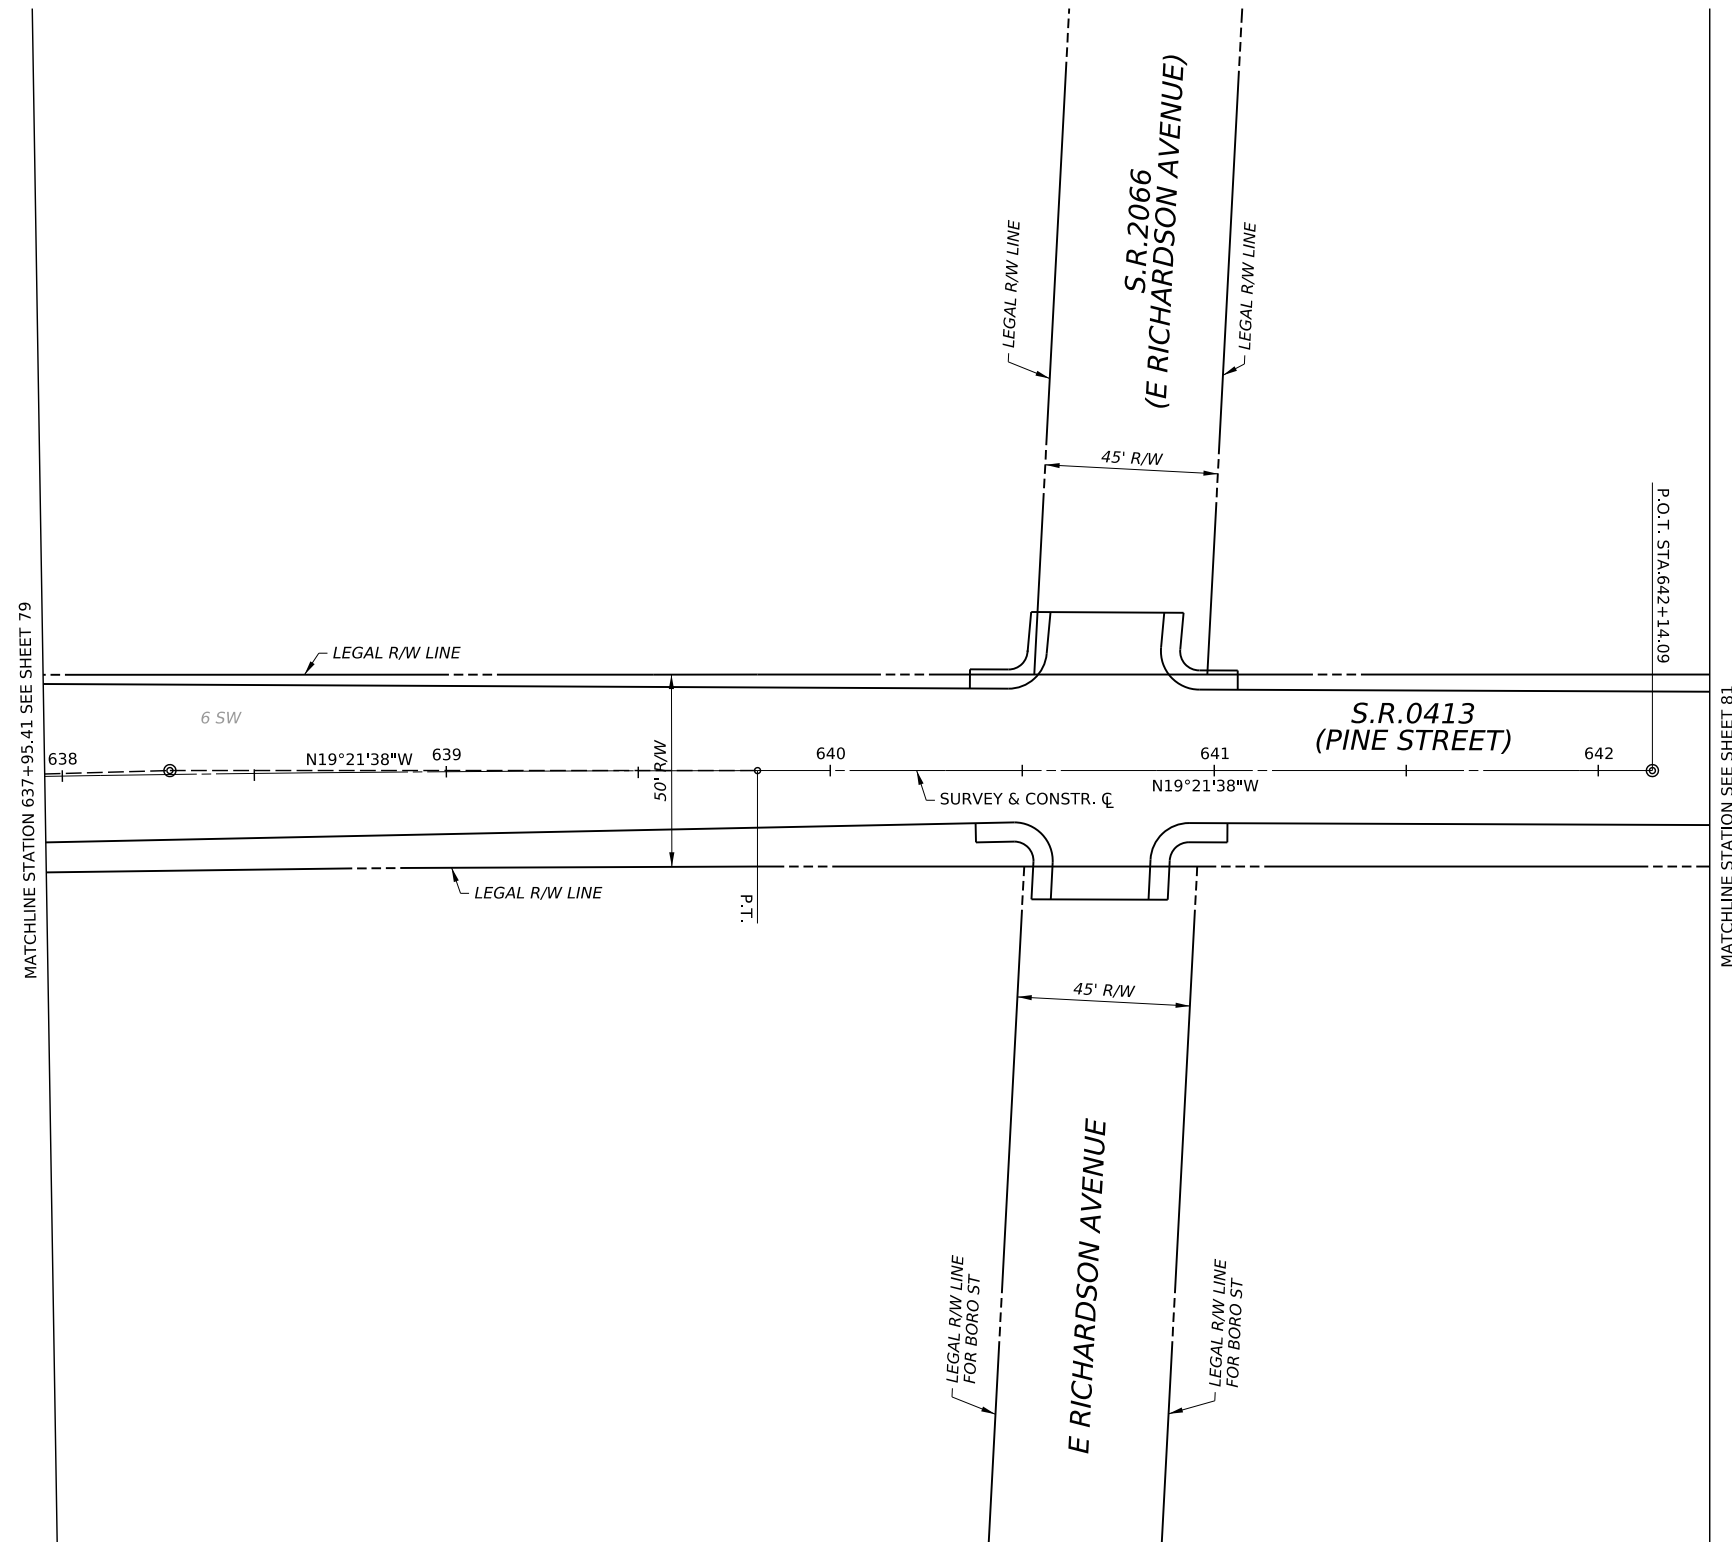 S.R.2066
(E RICHARDSON AVENUE)
LEGAL R/W LINE
LEGAL R/W LINE
45' R/W
P.O.T. STA.642+14.09
MATCHLINE STATION 637+95.41 SEE SHEET 79
LEGAL R/W LINE
6 SW
S.R.0413
(PINE STREET)
638
N19°21'38"W
639
50' R/W
640
641
642
N19°21'38"W
SURVEY & CONSTR. ℄
MATCHLINE STATION SEE SHEET 81
LEGAL R/W LINE
P.T.
45' R/W
E RICHARDSON AVENUE
LEGAL R/W LINE
FOR BORO ST
LEGAL R/W LINE
FOR BORO ST